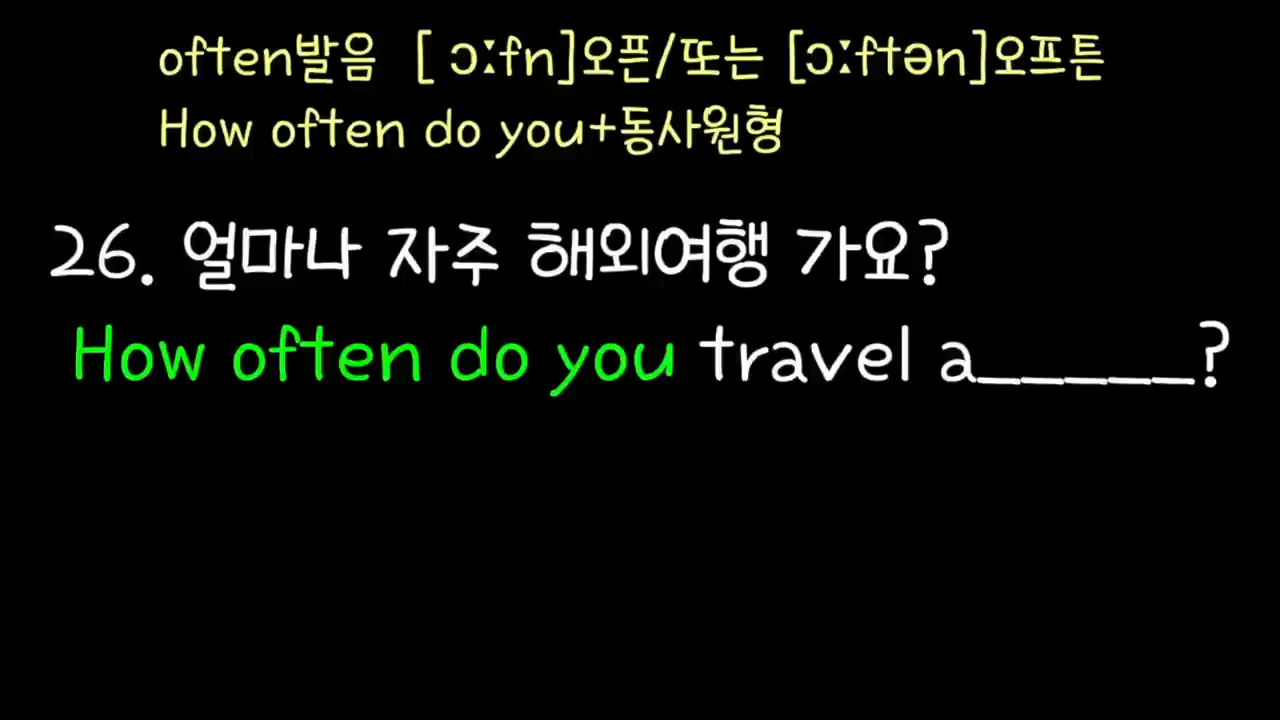 often발음 [ ɔːfn]오픈/또는 [ɔːftən]오프튼
How often do you+동사원형
26. 얼마나 자주 해외여행 가요?
How often do you travel a_____?